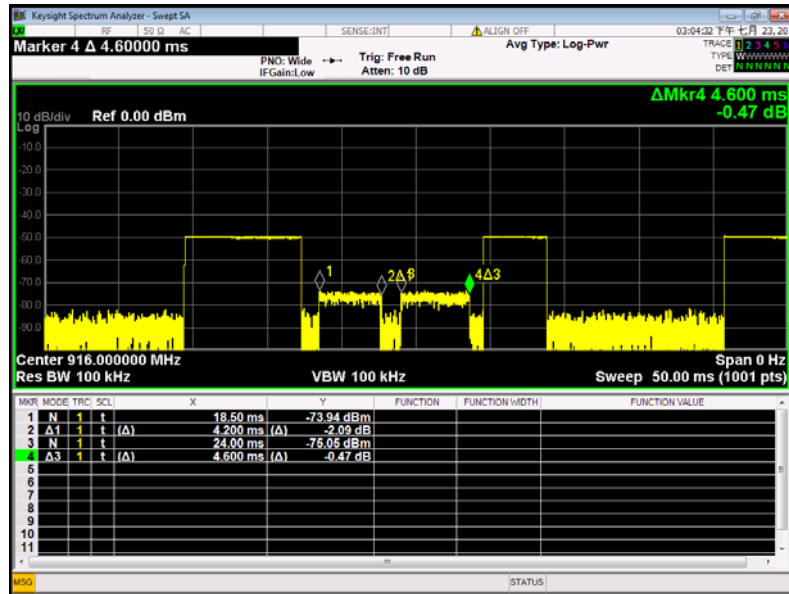 Keysight Spectrum Analyzer - Swept SA
RF 50 Ω AC SENSE:INT ALIGN OFF 03:04:32 下午 七月 23, 20
Marker 4 Δ 4.60000 ms
PNO: Wide Trig: Free Run Avg Type: Log-Pwr TRACE 1 2 3 4 5 6
IFGain:Low Atten: 10 dB TYPE WWWWWW
DET N N N N N N
ΔMkr4 4.600 ms
-0.47 dB
10 dB/div Ref 0.00 dBm
Log
-10.0
-20.0
-30.0
-40.0
-50.0
-60.0
-70.0
-80.0
-90.0
1 2Δ1 4Δ3
Center 916.000000 MHz Span 0 Hz
Res BW 100 kHz VBW 100 kHz Sweep 50.00 ms (1001 pts)
MKR MODE TRC SCL X Y FUNCTION FUNCTION WIDTH FUNCTION VALUE
1 N 1 t 18.50 ms -73.94 dBm
2 Δ1 1 t (Δ) 4.200 ms (Δ) -2.09 dB
3 N 1 t 24.00 ms -75.05 dBm
4 Δ3 1 t (Δ) 4.600 ms (Δ) -0.47 dB
5
6
7
8
9
10
11
MSG STATUS